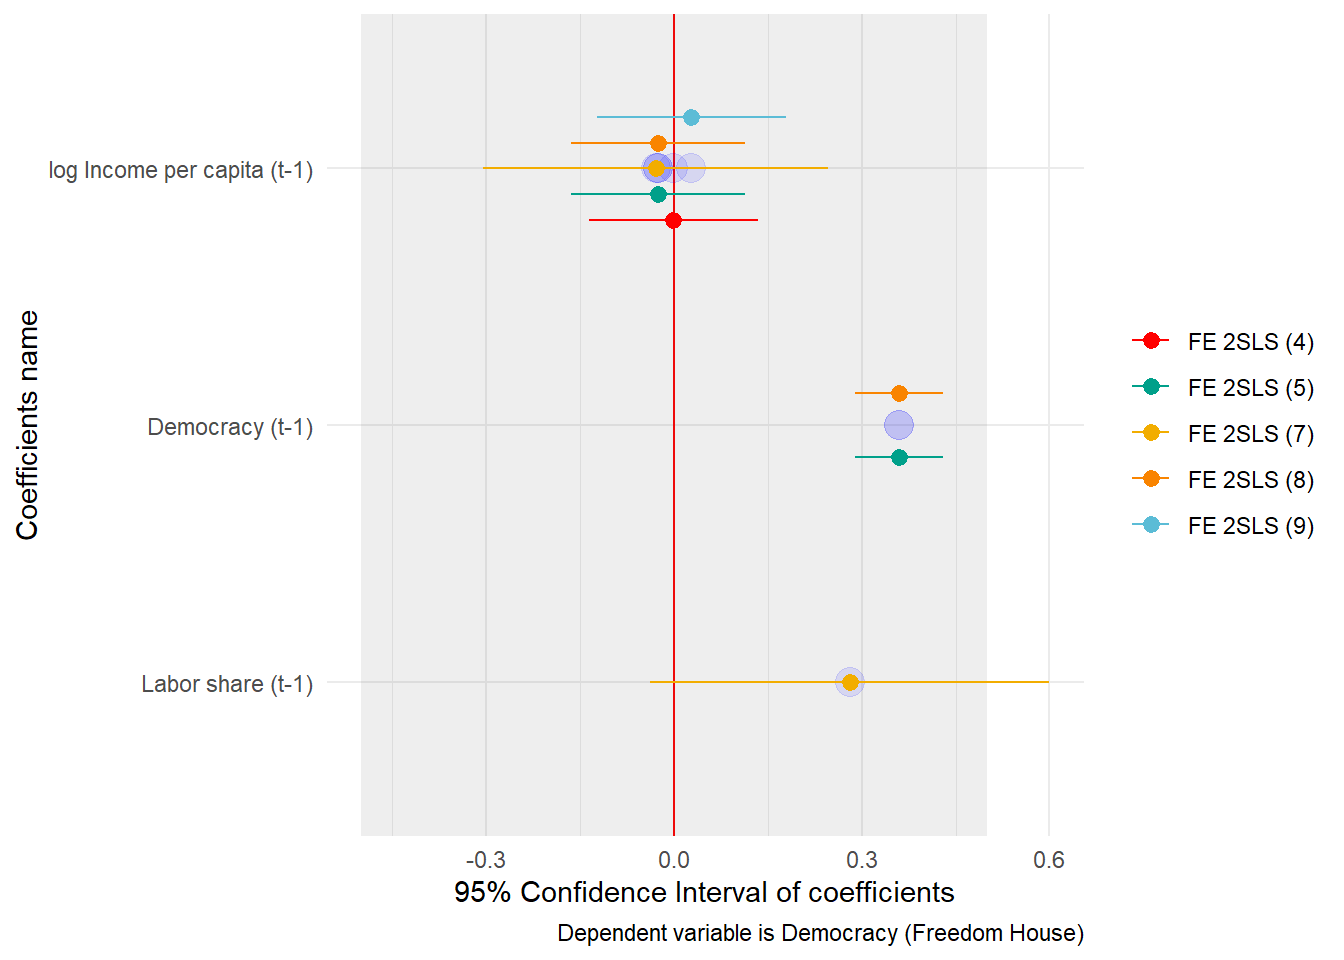 log Income per capita (t-1)
Democracy (t-1)
Labor share (t-1)
Coefficients name
-0.3
0.0
0.3
0.6
95% Confidence Interval of coefficients
Dependent variable is Democracy (Freedom House)
FE 2SLS (4)
FE 2SLS (5)
FE 2SLS (7)
FE 2SLS (8)
FE 2SLS (9)